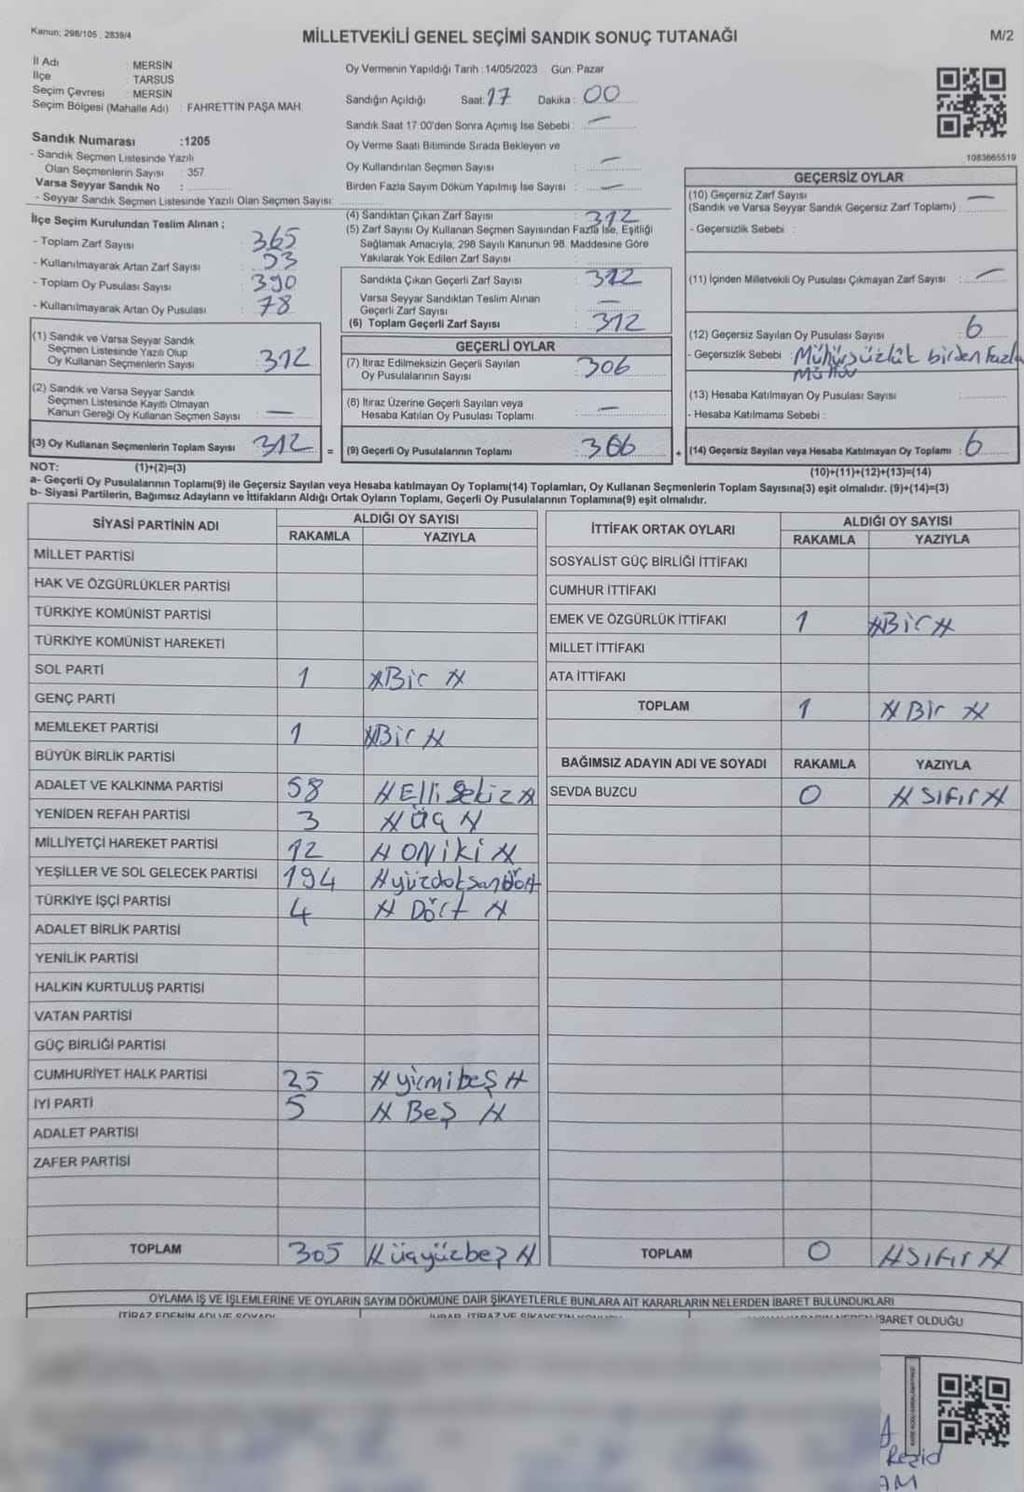 Kanun; 298/105 , 2839/4
MİLLETVEKİLİ GENEL SEÇİMİ SANDIK SONUÇ TUTANAĞI
M/2
İl Adı : MERSİN
İlçe : TARSUS
Seçim Çevresi : MERSİN
Seçim Bölgesi (Mahalle Adı) : FAHRETTİN PAŞA MAH.
Sandık Numarası :1205
- Sandık Seçmen Listesinde Yazılı
Olan Seçmenlerin Sayısı : 357
Varsa Seyyar Sandık No :
- Seyyar Sandık Seçmen Listesinde Yazılı Olan Seçmen Sayısı:
Oy Vermenin Yapıldığı Tarih :14/05/2023 Gün: Pazar
Sandığın Açıldığı Saat: 17 Dakika : 00
Sandık Saat 17:00'den Sonra Açımış İse Sebebi : —
Oy Verme Saati Bitiminde Sırada Bekleyen ve
Oy Kullandırılan Seçmen Sayısı : —
Birden Fazla Sayım Döküm Yapılmış İse Sayısı : —
1083665519
İlçe Seçim Kurulundan Teslim Alınan ;
- Toplam Zarf Sayısı : 365
- Kullanılmayarak Artan Zarf Sayısı : 53
- Toplam Oy Pusulası Sayısı : 390
- Kullanılmayarak Artan Oy Pusulası : 78
(4) Sandıktan Çıkan Zarf Sayısı : 312
(5) Zarf Sayısı Oy Kullanan Seçmen Sayısından Fazla İse, Eşitliği
Sağlamak Amacıyla, 298 Sayılı Kanunun 98. Maddesine Göre
Yakılarak Yok Edilen Zarf Sayısı :
Sandıkta Çıkan Geçerli Zarf Sayısı : 312
Varsa Seyyar Sandıktan Teslim Alınan
Geçerli Zarf Sayısı : —
(6) Toplam Geçerli Zarf Sayısı : 312
GEÇERSİZ OYLAR
(10) Geçersiz Zarf Sayısı
(Sandık ve Varsa Seyyar Sandık Geçersiz Zarf Toplamı) : —
- Geçersizlik Sebebi :
(11) İçinden Milletvekili Oy Pusulası Çıkmayan Zarf Sayısı : —
(12) Geçersiz Sayılan Oy Pusulası Sayısı : 6
- Geçersizlik Sebebi : Mühürsüzlük birden fazla
Mühür
(13) Hesaba Katılmayan Oy Pusulası Sayısı :
- Hesaba Katılmama Sebebi :
(1) Sandık ve Varsa Seyyar Sandık
Seçmen Listesinde Yazılı Olup
Oy Kullanan Seçmenlerin Sayısı : 312
(2) Sandık ve Varsa Seyyar Sandık
Seçmen Listesinde Kayıtlı Olmayan
Kanun Gereği Oy Kullanan Seçmen Sayısı : —
(3) Oy Kullanan Seçmenlerin Toplam Sayısı : 312 =
GEÇERLİ OYLAR
(7) İtiraz Edilmeksizin Geçerli Sayılan
Oy Pusulalarının Sayısı : 306
(8) İtiraz Üzerine Geçerli Sayılan veya
Hesaba Katılan Oy Pusulası Toplamı : —
(9) Geçerli Oy Pusulalarının Toplamı : 306 +
(14) Geçersiz Sayılan veya Hesaba Katılmayan Oy Toplamı : 6
NOT: (1)+(2)=(3)
(10)+(11)+(12)+(13)=(14)
a- Geçerli Oy Pusulalarının Toplamı(9) ile Geçersiz Sayılan veya Hesaba katılmayan Oy Toplamı(14) Toplamları, Oy Kullanan Seçmenlerin Toplam Sayısına(3) eşit olmalıdır. (9)+(14)=(3)
b- Siyasi Partilerin, Bağımsız Adayların ve İttifakların Aldığı Ortak Oyların Toplamı, Geçerli Oy Pusulalarının Toplamına(9) eşit olmalıdır.
SİYASİ PARTİNİN ADI
ALDIĞI OY SAYISI
RAKAMLA YAZIYLA
MİLLET PARTİSİ
HAK VE ÖZGÜRLÜKLER PARTİSİ
TÜRKİYE KOMÜNİST PARTİSİ
TÜRKİYE KOMÜNİST HAREKETİ
SOL PARTİ 1 #Bir #
GENÇ PARTİ
MEMLEKET PARTİSİ 1 #Bir #
BÜYÜK BİRLİK PARTİSİ
ADALET VE KALKINMA PARTİSİ 58 # Elli Sekiz #
YENİDEN REFAH PARTİSİ 3 # Üç #
MİLLİYETÇİ HAREKET PARTİSİ 12 # ONiki #
YEŞİLLER VE SOL GELECEK PARTİSİ 194 # yüzdoksandört
TÜRKİYE İŞÇİ PARTİSİ 4 # Dört #
ADALET BİRLİK PARTİSİ
YENİLİK PARTİSİ
HALKIN KURTULUŞ PARTİSİ
VATAN PARTİSİ
GÜÇ BİRLİĞİ PARTİSİ
CUMHURİYET HALK PARTİSİ 25 # yirmibeş #
İYİ PARTİ 5 # Beş #
ADALET PARTİSİ
ZAFER PARTİSİ
TOPLAM 305 # üçyüzbeş #
İTTİFAK ORTAK OYLARI
ALDIĞI OY SAYISI
RAKAMLA YAZIYLA
SOSYALİST GÜÇ BİRLİĞİ İTTİFAKI
CUMHUR İTTİFAKI
EMEK VE ÖZGÜRLÜK İTTİFAKI 1 #Bir#
MİLLET İTTİFAKI
ATA İTTİFAKI
TOPLAM 1 # Bir #
BAĞIMSIZ ADAYIN ADI VE SOYADI RAKAMLA YAZIYLA
SEVDA BUZCU 0 # Sıfır #
TOPLAM 0 #Sıfır #
OYLAMA İŞ VE İŞLEMLERİNE VE OYLARIN SAYIM DÖKÜMÜNE DAİR ŞİKAYETLERLE BUNLARA AİT KARARLARIN NELERDEN İBARET BULUNDUKLARI
İTİRAZ EDENİN ADI VE SOYADI
İBARET OLDUĞU